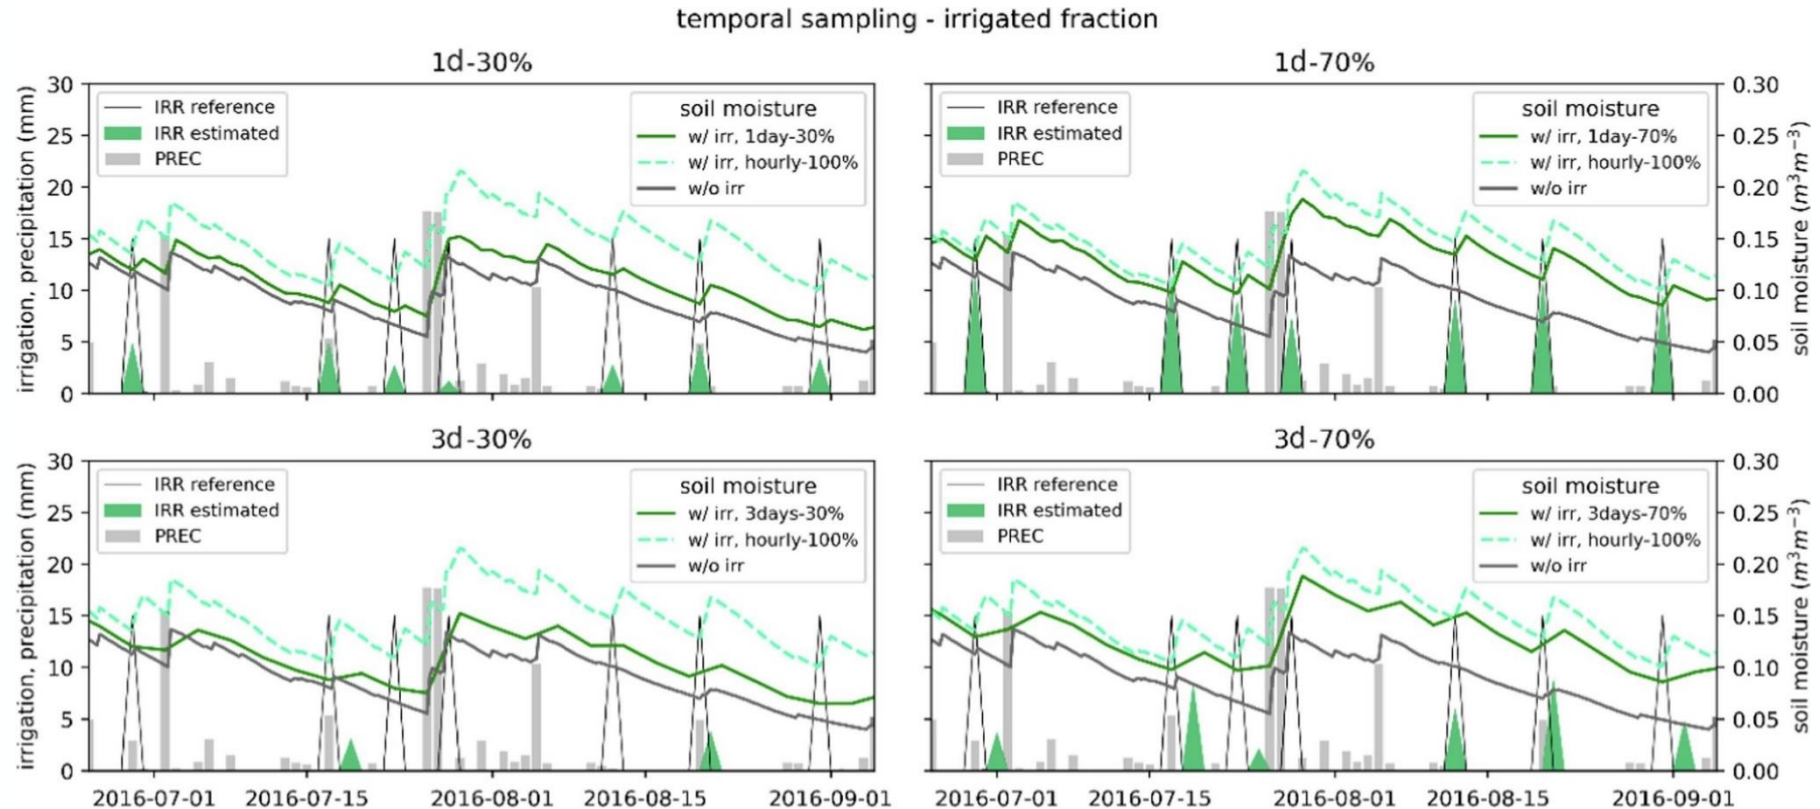 temporal sampling - irrigated fraction
1d-30%
1d-70%
irrigation, precipitation (mm)
30
25
20
15
10
5
0
IRR reference
IRR estimated
PREC
soil moisture
w/ irr, 1day-30%
w/ irr, hourly-100%
w/o irr
IRR reference
IRR estimated
PREC
soil moisture
w/ irr, 1day-70%
w/ irr, hourly-100%
w/o irr
0.30
0.25
0.20
0.15
0.10
0.05
0.00
soil moisture (m³m⁻³)
3d-30%
3d-70%
irrigation, precipitation (mm)
30
25
20
15
10
5
0
IRR reference
IRR estimated
PREC
soil moisture
w/ irr, 3days-30%
w/ irr, hourly-100%
w/o irr
IRR reference
IRR estimated
PREC
soil moisture
w/ irr, 3days-70%
w/ irr, hourly-100%
w/o irr
0.30
0.25
0.20
0.15
0.10
0.05
0.00
soil moisture (m³m⁻³)
2016-07-01 2016-07-15 2016-08-01 2016-08-15 2016-09-01
2016-07-01 2016-07-15 2016-08-01 2016-08-15 2016-09-01